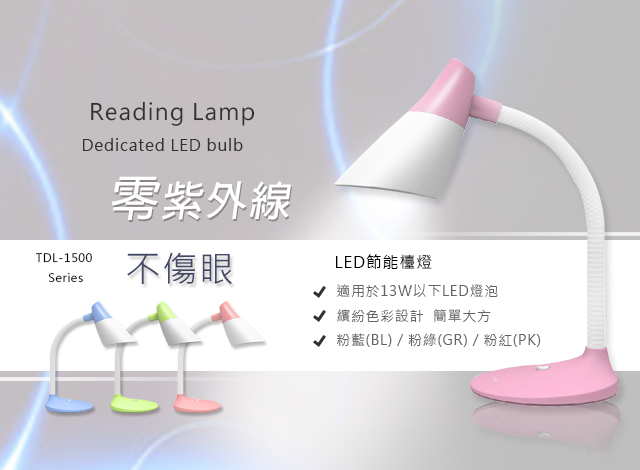 Reading Lamp
Dedicated LED bulb
零紫外線
不傷眼
TDL-1500
Series
LED節能檯燈
適用於13W以下LED燈泡
繽紛色彩設計 簡單大方
粉藍(BL) / 粉綠(GR) / 粉紅(PK)